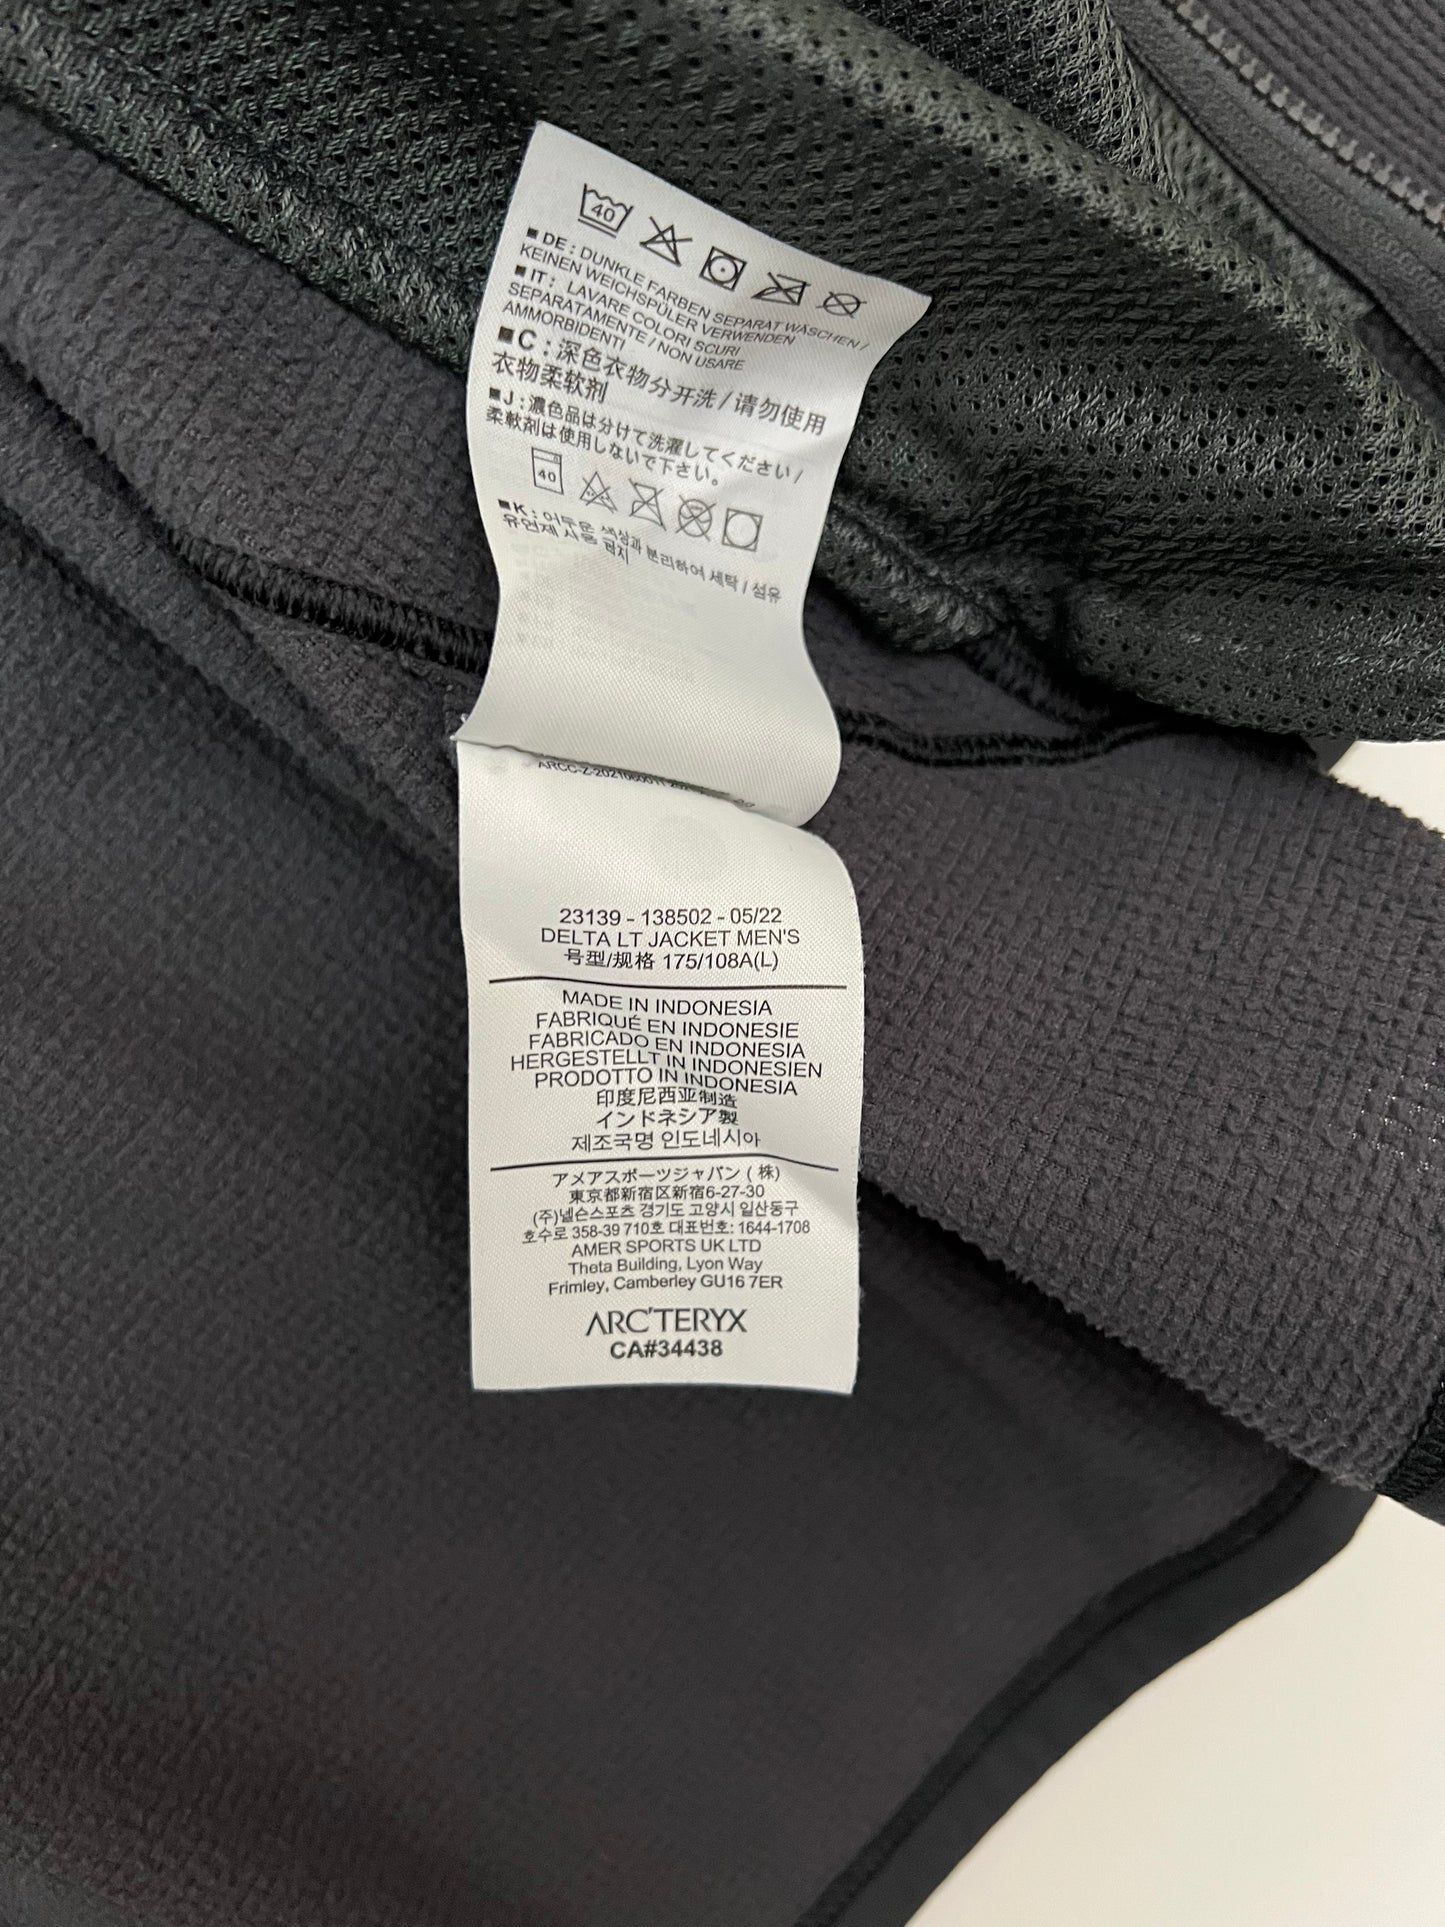 40
■ DE : DUNKLE FARBEN SEPARAT WASCHEN /
KEINEN WEICHSPÜLER VERWENDEN
■ IT : LAVARE COLORI SCURI
SEPARATAMENTE / NON USARE
AMMORBIDENTI
■ C : 深色衣物分开洗/请勿使用
衣物柔软剂
■ J : 濃色品は分けて洗濯してください/
柔軟剤は使用しないで下さい。
40
■ K : 어두운 색상과 분리하여 세탁 / 섬유
유연제 사용 금지
23139 - 138502 - 05/22
DELTA LT JACKET MEN'S
号型/规格 175/108A(L)
MADE IN INDONESIA
FABRIQUÉ EN INDONESIE
FABRICADO EN INDONESIA
HERGESTELLT IN INDONESIEN
PRODOTTO IN INDONESIA
印度尼西亚制造
インドネシア製
제조국명 인도네시아
アメアスポーツジャパン ( 株)
東京都新宿区新宿6-27-30
(주)넬슨스포츠 경기도 고양시 일산동구
호수로 358-39 710호 대표번호: 1644-1708
AMER SPORTS UK LTD
Theta Building, Lyon Way
Frimley, Camberley GU16 7ER
ARC'TERYX
CA#34438